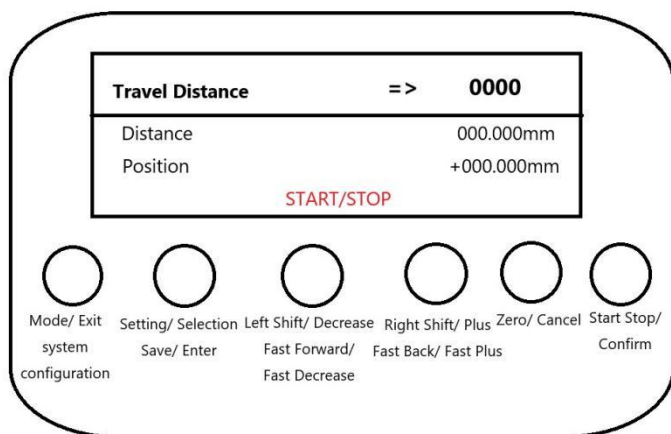 Travel Distance => 0000
Distance 000.000mm
Position +000.000mm
START/STOP
Mode/ Exit
system
configuration
Setting/ Selection
Save/ Enter
Left Shift/ Decrease
Fast Forward/
Fast Decrease
Right Shift/ Plus
Fast Back/ Fast Plus
Zero/ Cancel
Start Stop/
Confirm